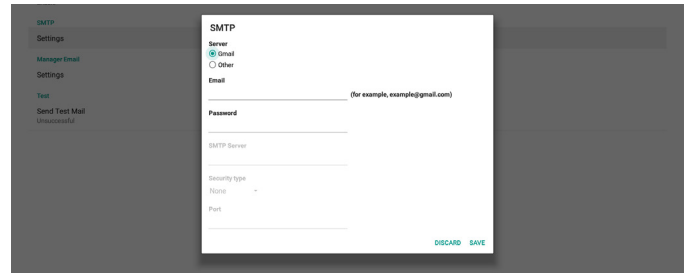 SMTP
Settings
Manager Email
Settings
Test
Send Test Mail
Unsuccessful
SMTP
Server
Gmail
Other
Email
(for example, example@gmail.com)
Password
SMTP Server
Security type
None
Port
DISCARD SAVE